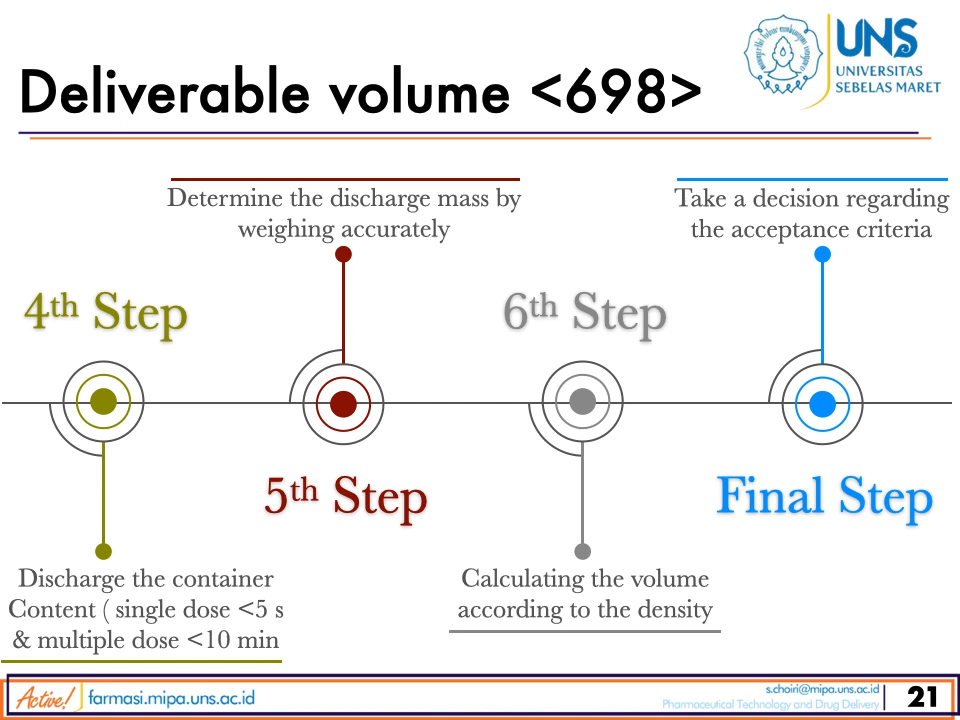 Deliverable volume <698>
UNS
UNIVERSITAS
SEBELAS MARET
Determine the discharge mass by
weighing accurately
Take a decision regarding
the acceptance criteria
4th Step
6th Step
5th Step
Final Step
Discharge the container
Content ( single dose <5 s
& multiple dose <10 min
Calculating the volume
according to the density
Active!
farmasi.mipa.uns.ac.id
s.choiri@mipa.uns.ac.id
Pharmaceutical Technology and Drug Delivery
21